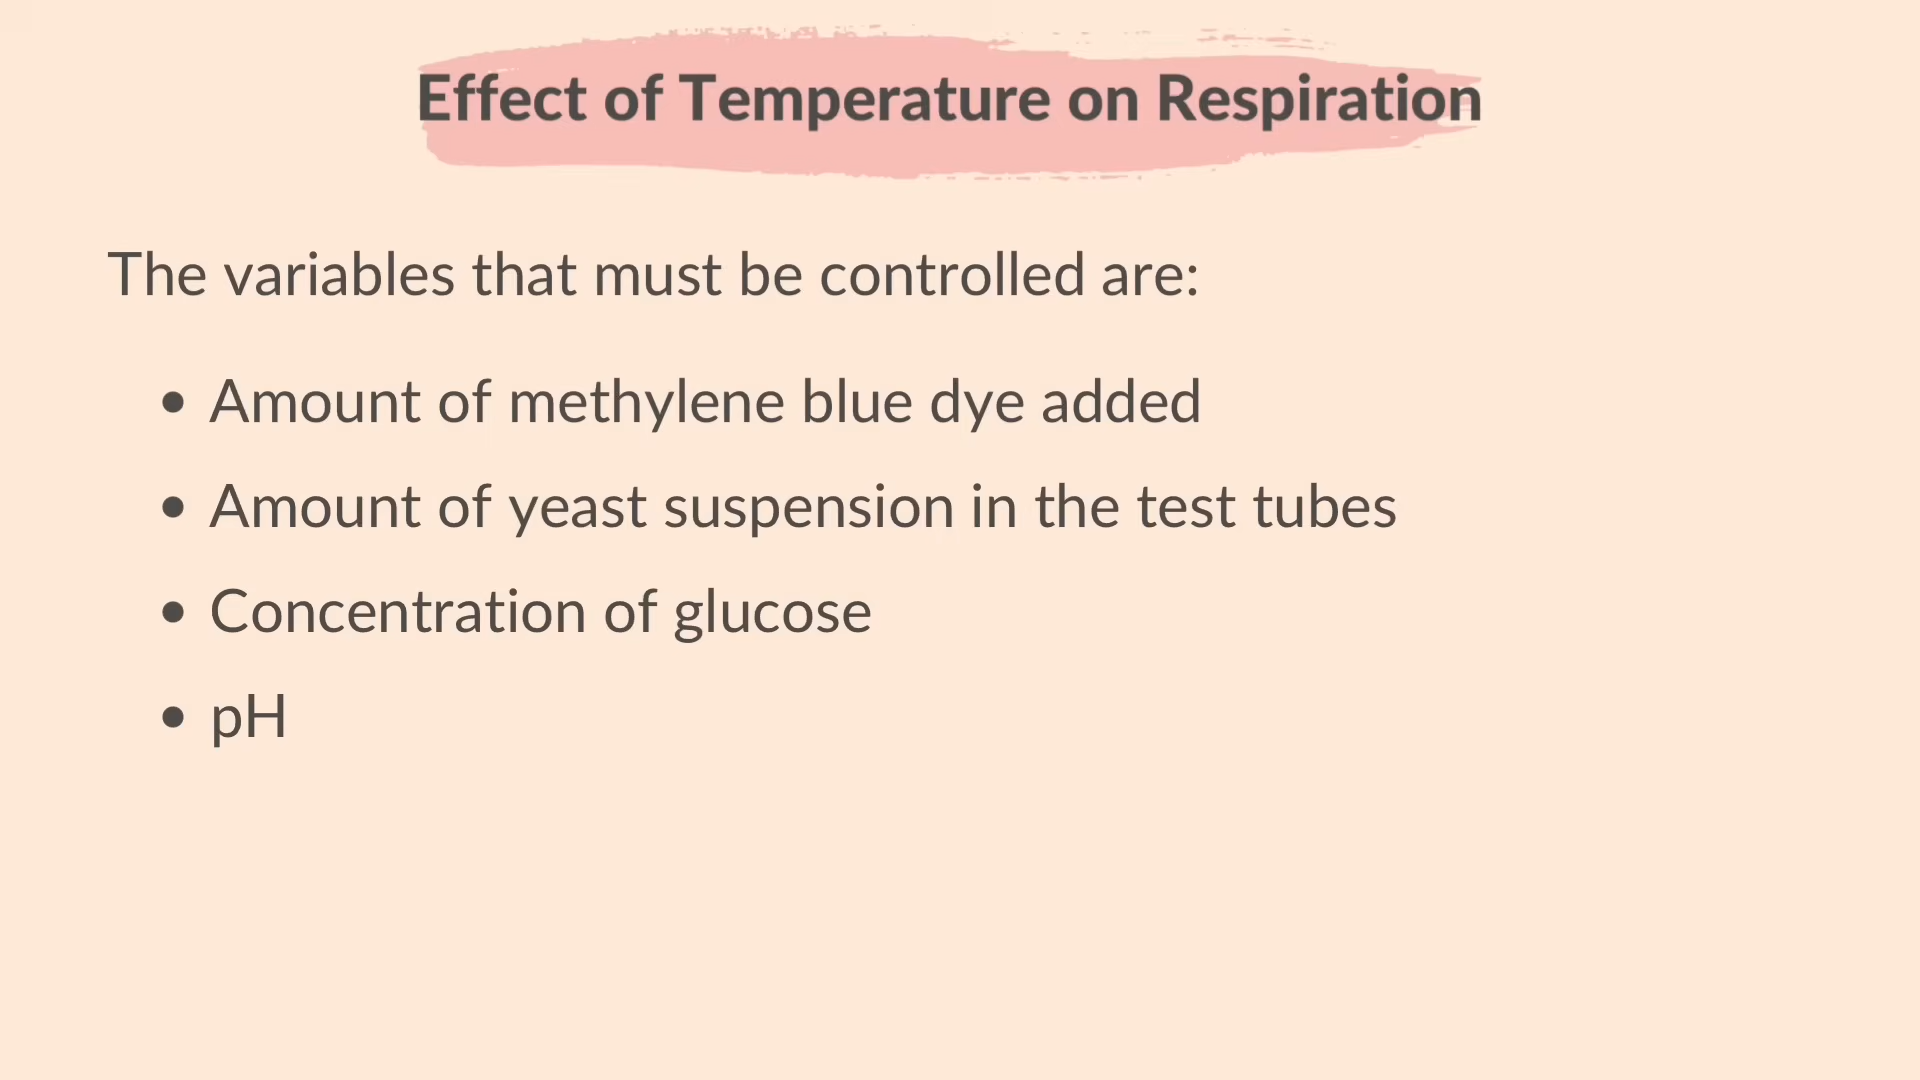 Effect of Temperature on Respiration
The variables that must be controlled are:
• Amount of methylene blue dye added
• Amount of yeast suspension in the test tubes
• Concentration of glucose
• pH